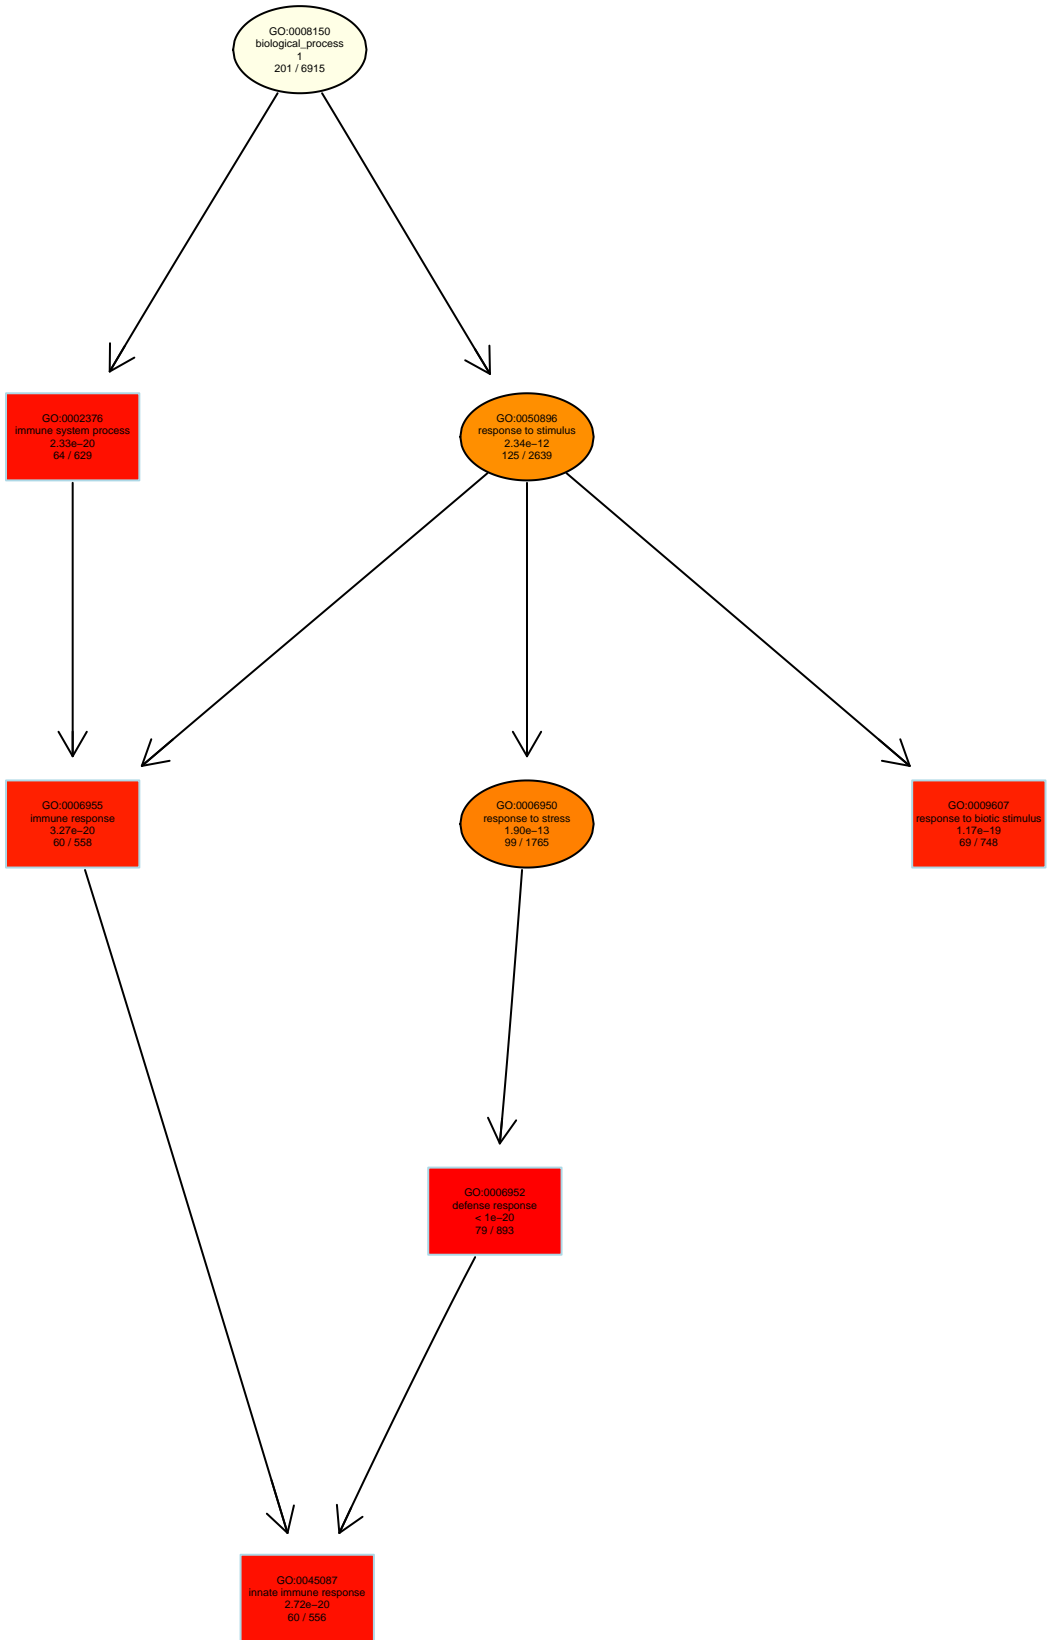 GO:0008150
biological_process
1
201 / 6915
GO:0002376
immune system process
2.33e−20
64 / 629
GO:0050896
response to stimulus
2.34e−12
125 / 2639
GO:0006955
immune response
3.27e−20
60 / 558
GO:0006950
response to stress
1.90e−13
99 / 1765
GO:0009607
response to biotic stimulus
1.17e−19
69 / 748
GO:0006952
defense response
< 1e−20
79 / 893
GO:0045087
innate immune response
2.72e−20
60 / 556